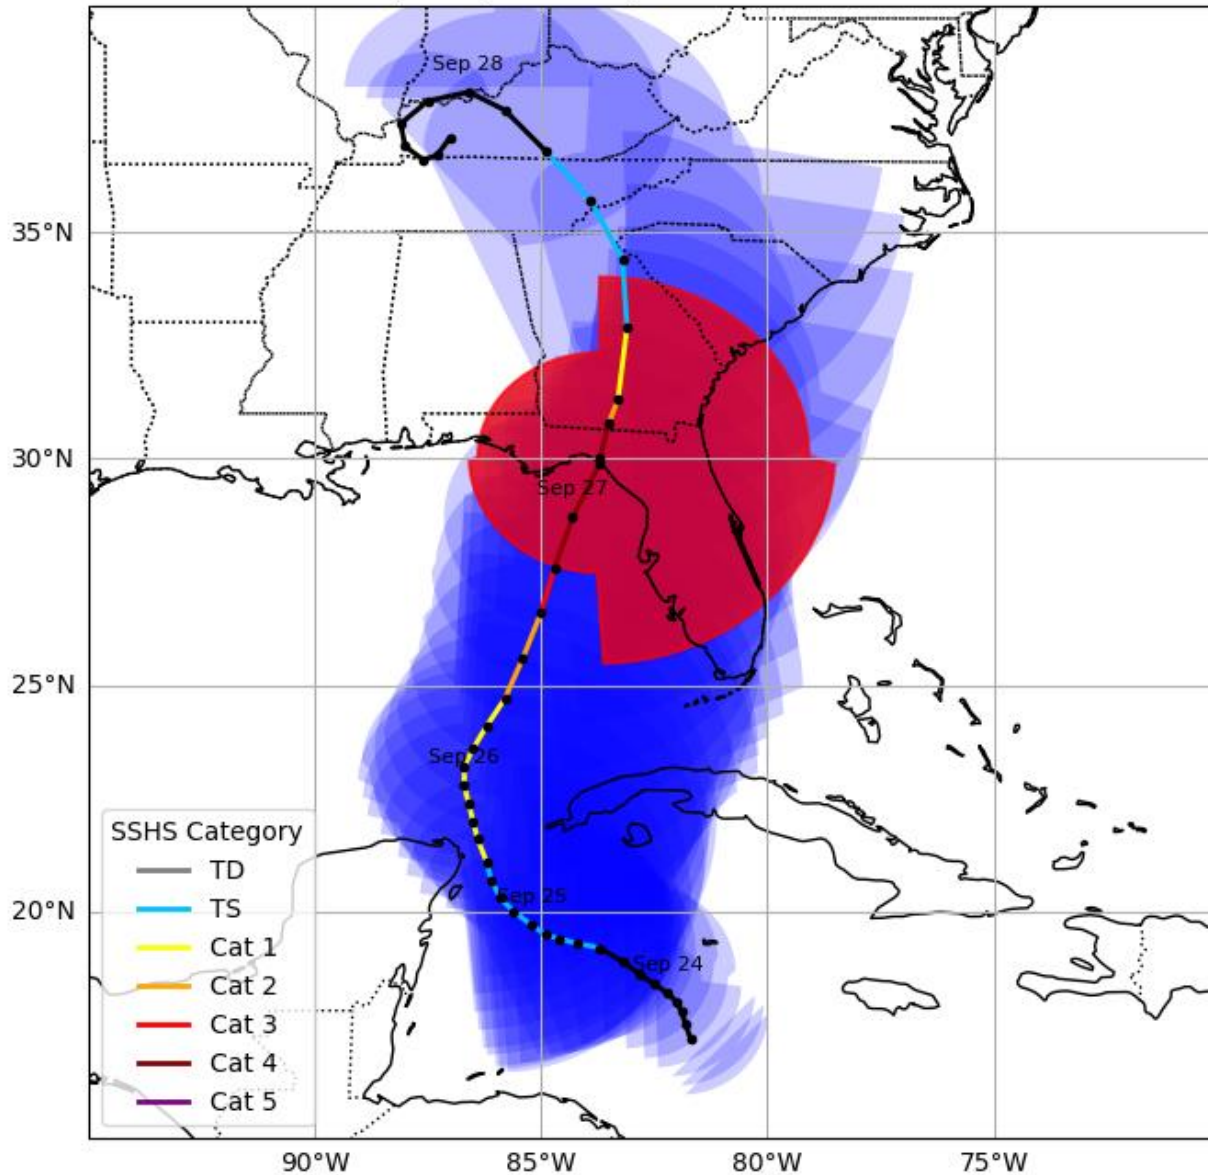 Sep 28
35°N
30°N
Sep 27
25°N
Sep 26
SSHS Category
TD
TS
Cat 1
Cat 2
Cat 3
Cat 4
Cat 5
Sep 25
20°N
Sep 24
90°W
85°W
80°W
75°W